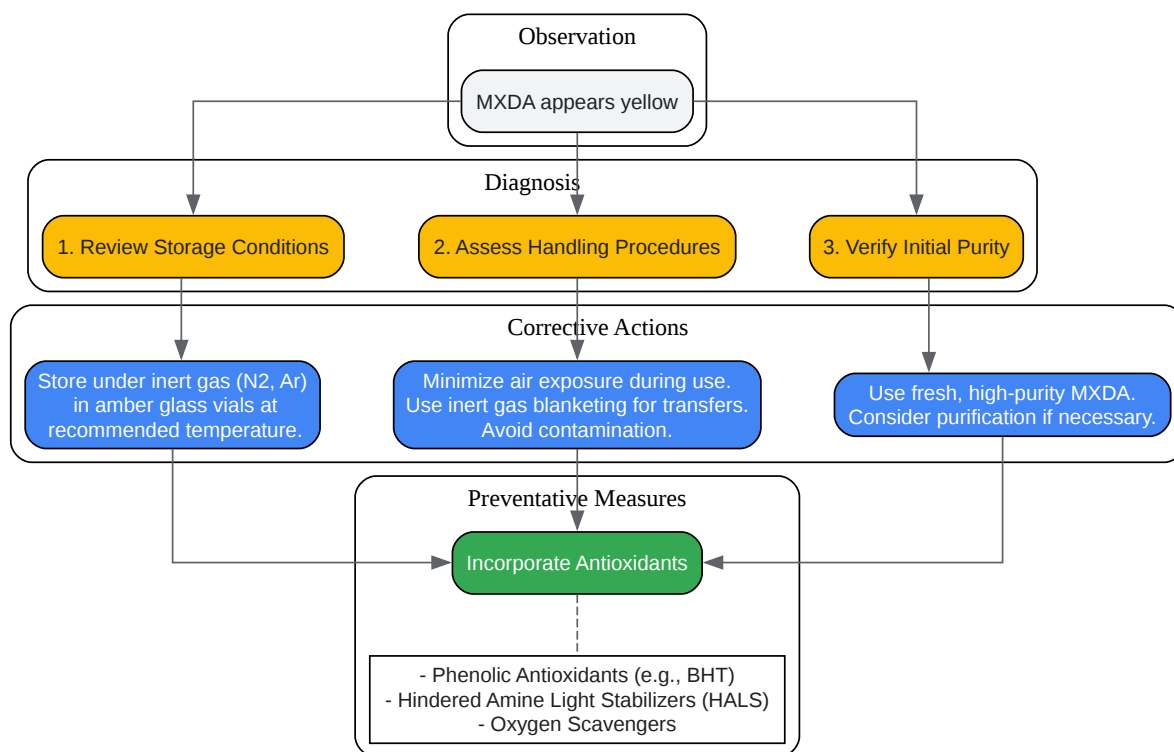 Observation
MXDA appears yellow
Diagnosis
1. Review Storage Conditions
2. Assess Handling Procedures
3. Verify Initial Purity
Corrective Actions
Store under inert gas (N2, Ar)
in amber glass vials at
recommended temperature.
Minimize air exposure during use.
Use inert gas blanketing for transfers.
Avoid contamination.
Use fresh, high-purity MXDA.
Consider purification if necessary.
Preventative Measures
Incorporate Antioxidants
- Phenolic Antioxidants (e.g., BHT)
- Hindered Amine Light Stabilizers (HALS)
- Oxygen Scavengers